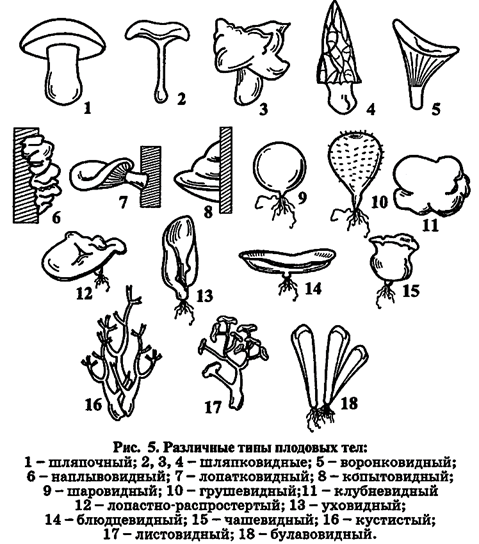 1 2 3 4 5
6 7 8 9 10 11
12 13 14 15
16 17 18
Рис. 5. Различные типы плодовых тел:
1 – шляпочный; 2, 3, 4 – шляпковидные; 5 – воронковидный;
6 – наплывовидный; 7 – лопатковидный; 8 – копытовидный;
9 – шаровидный; 10 – грушевидный;11 – клубневидный
12 – лопастно-распростертый; 13 – уховидный;
14 – блюдцевидный; 15 – чашевидный; 16 – кустистый;
17 – листовидный; 18 – булавовидный.